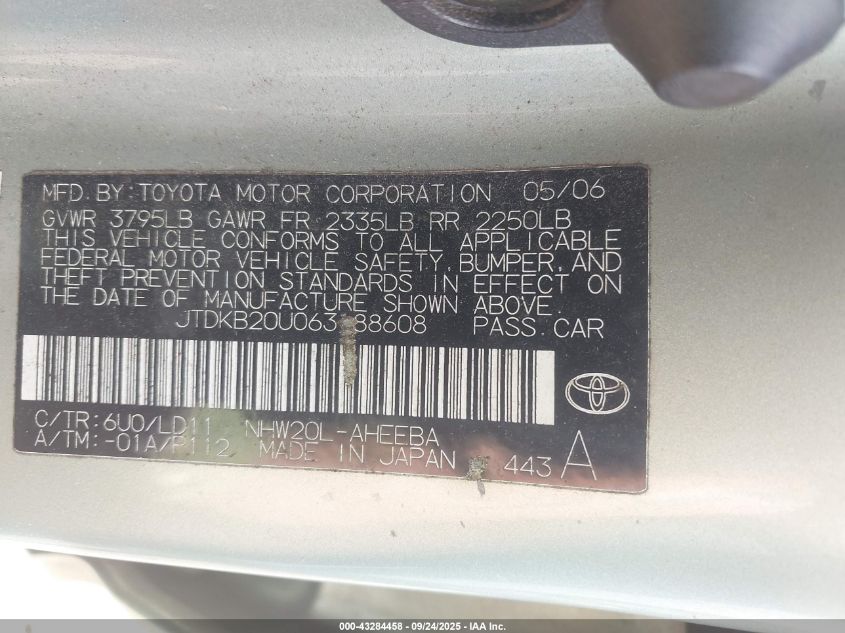 MFD. BY: TOYOTA MOTOR CORPORATION 05/06
GVWR 3795LB GAWR FR 2335LB RR 2250LB
THIS VEHICLE CONFORMS TO ALL APPLICABLE
FEDERAL MOTOR VEHICLE SAFETY, BUMPER, AND
THEFT PREVENTION STANDARDS IN EFFECT ON
THE DATE OF MANUFACTURE SHOWN ABOVE.
JTDKB20U063188608 PASS. CAR
C/TR: 6U0/LD11 NHW20L-AHEEBA
A/TM: -01A/P112 MADE IN JAPAN 443 A
000-43284458 - 09/24/2025 - IAA Inc.